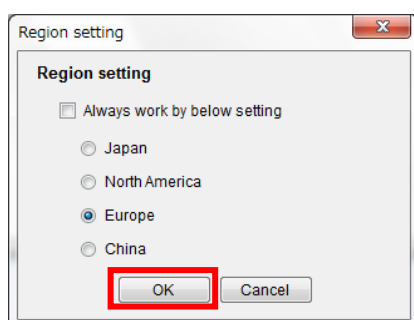 Region setting
Region setting
Always work by below setting
Japan
North America
Europe
China
OK Cancel